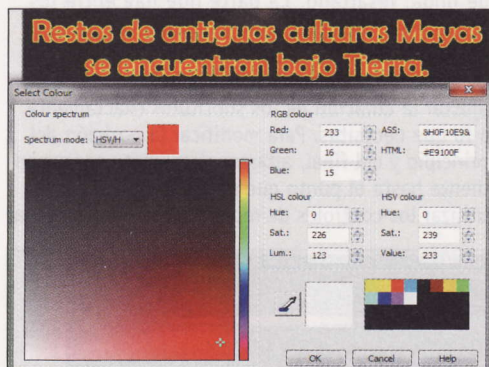 Restos de antiguas culturas Mayas
se encuentran bajo Tierra.
Select Colour
Colour spectrum
Spectrum mode: HSV/H
RGB colour
Red: 233 ASS: &H0F10E9&
Green: 16 HTML: #E9100F
Blue: 15
HSL colour
Hue: 0
Sat.: 226
Lum.: 123
HSV colour
Hue: 0
Sat.: 239
Value: 233
OK Cancel Help